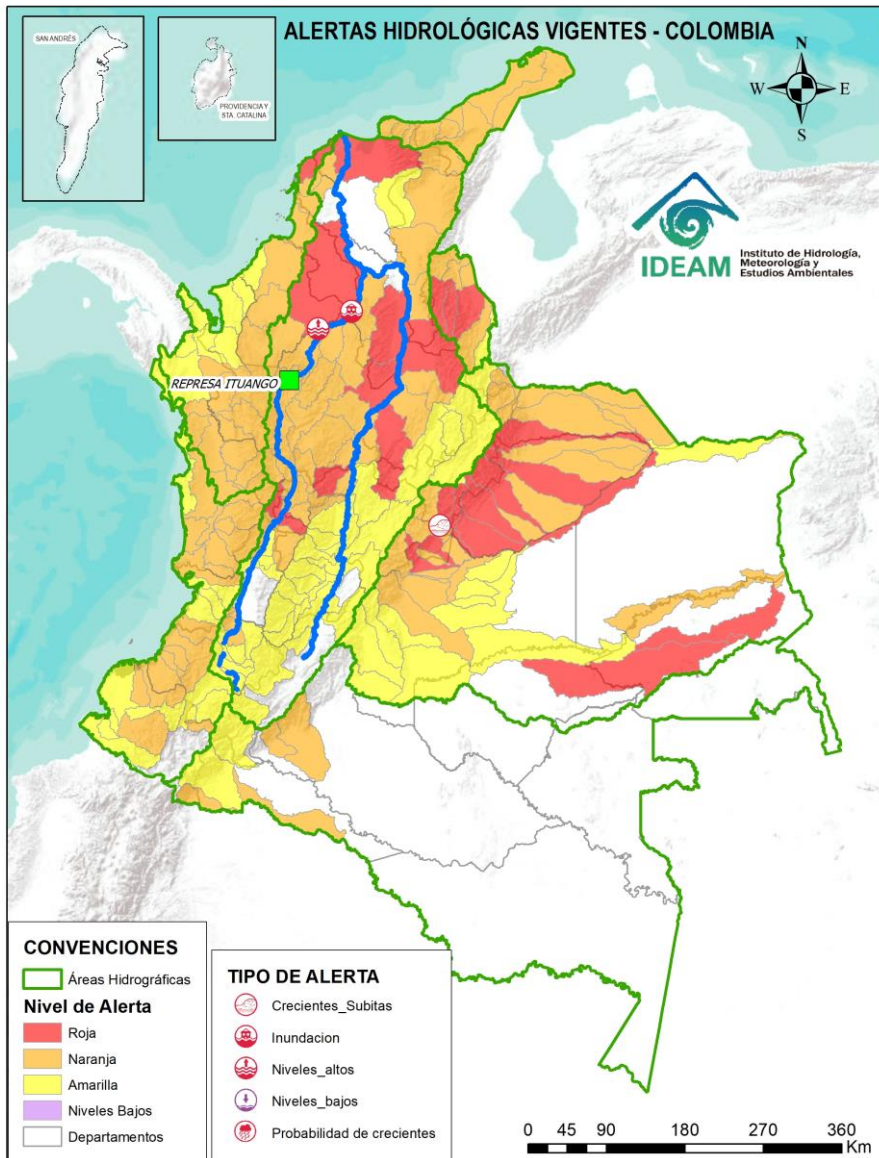 ALERTAS HIDROLÓGICAS VIGENTES - COLOMBIA
SAN ANDRÉS
PROVIDENCIA Y
STA. CATALINA
N
W
E
S
IDEAM
Instituto de Hidrología,
Meteorología y
Estudios Ambientales
REPRESA ITUANGO
CONVENCIONES
Áreas Hidrográficas
Nivel de Alerta
Roja
Naranja
Amarilla
Niveles Bajos
Departamentos
TIPO DE ALERTA
Crecientes_Subitas
Inundacion
Niveles_altos
Niveles_bajos
Probabilidad de crecientes
0 45 90 180 270 360
Km